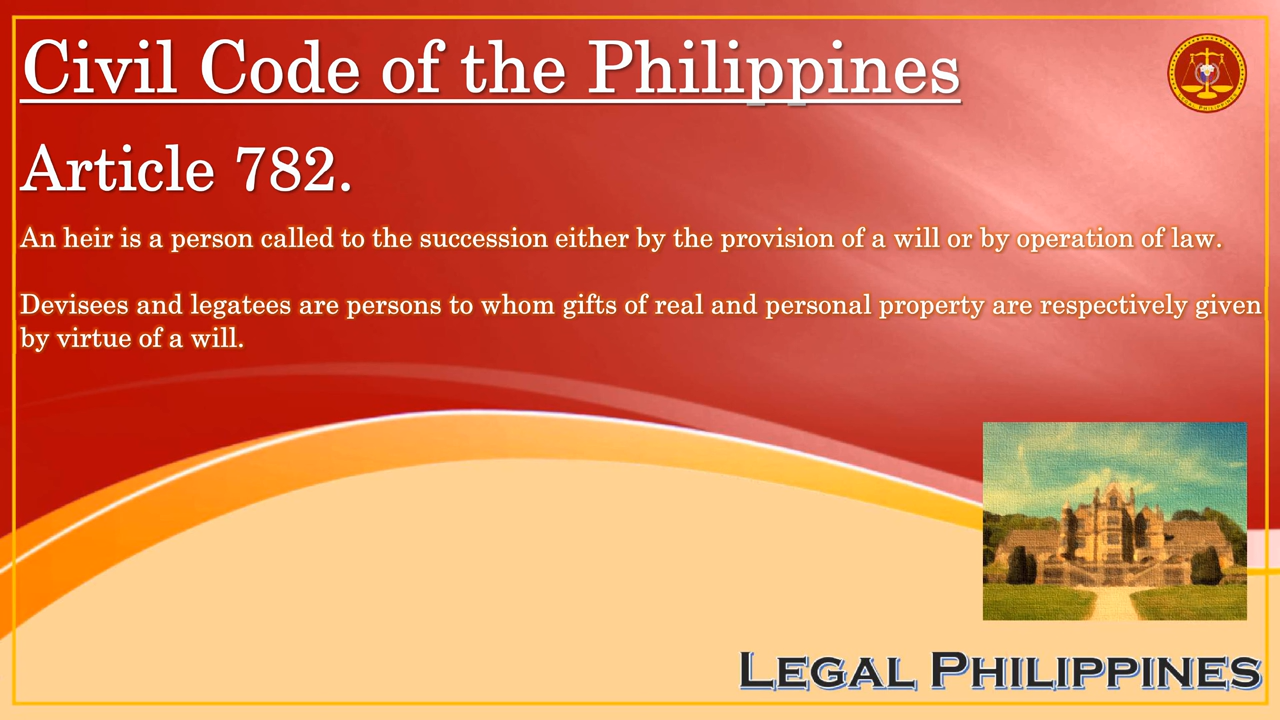 Civil Code of the Philippines
Article 782.
An heir is a person called to the succession either by the provision of a will or by operation of law.
Devisees and legatees are persons to whom gifts of real and personal property are respectively given
by virtue of a will.
LEGAL PHILIPPINES
LEGAL PHILIPPINES